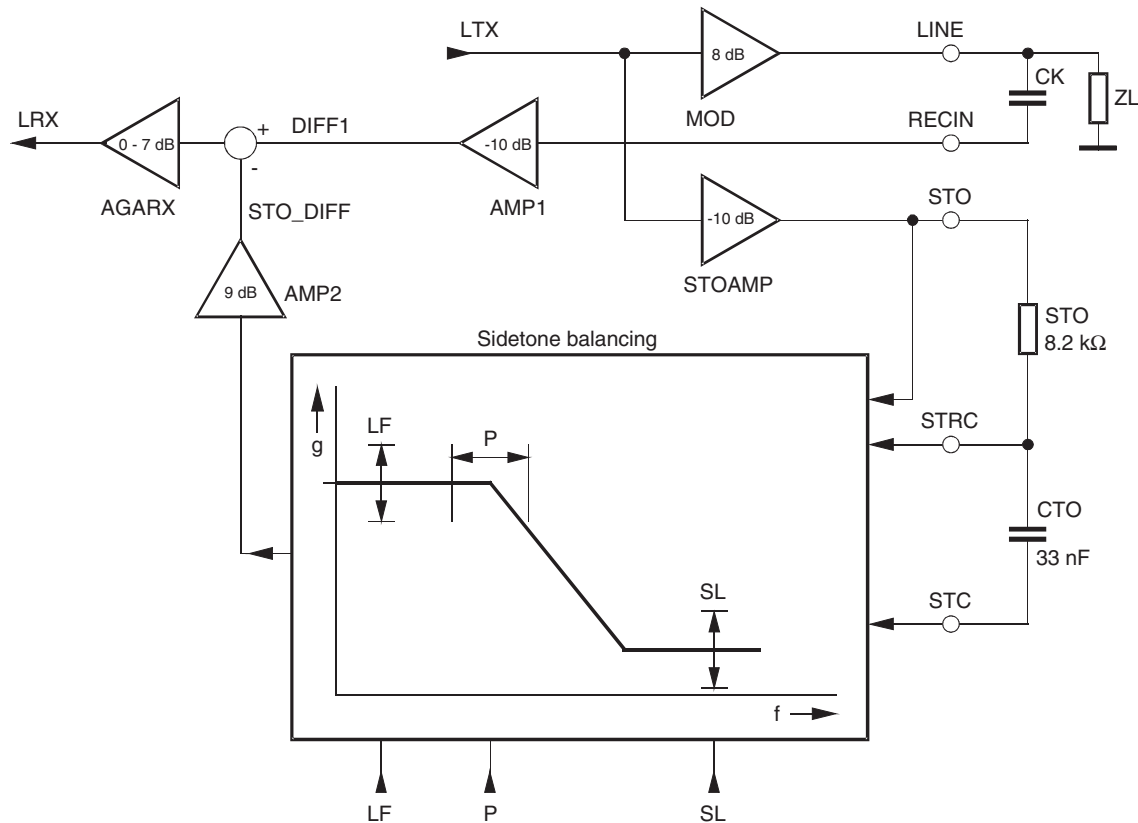 LTX
8 dB
MOD
LINE
CK
ZL
LRX
0 - 7 dB
AGARX
+
-
DIFF1
-10 dB
AMP1
RECIN
STO_DIFF
9 dB
AMP2
-10 dB
STOAMP
STO
STO
8.2 kΩ
Sidetone balancing
g
LF
P
SL
f
STRC
CTO
33 nF
STC
LF
P
SL